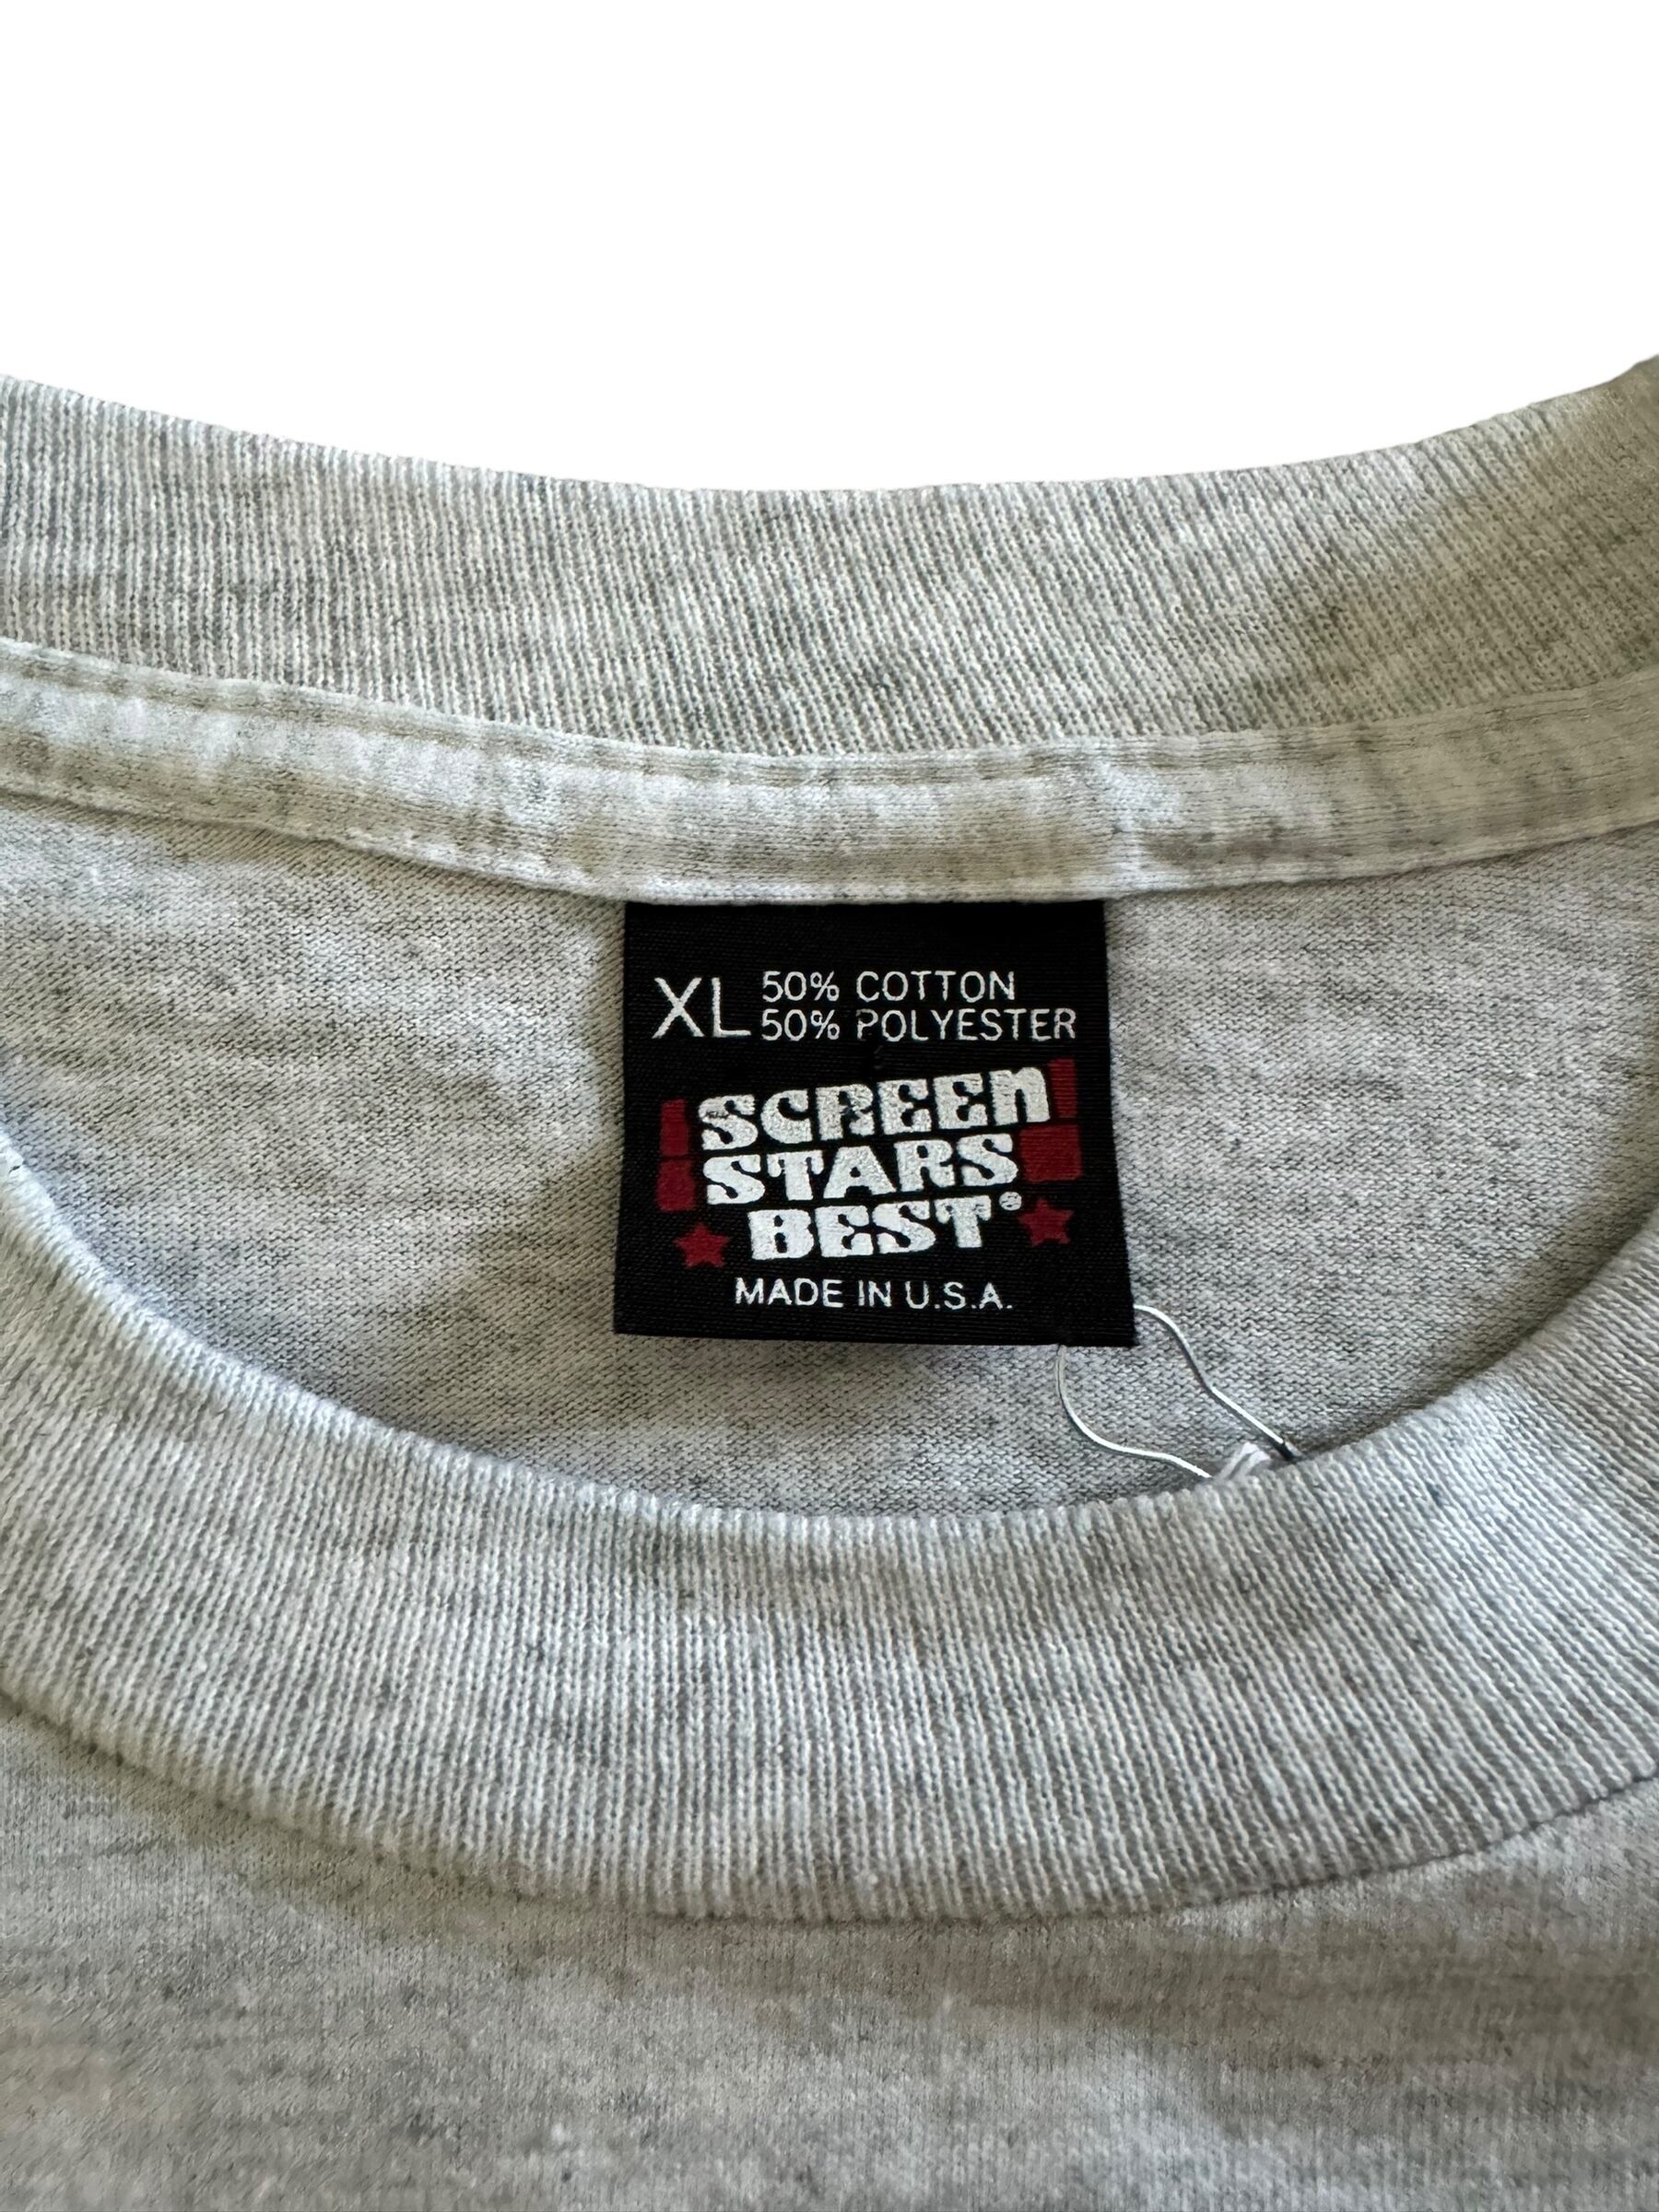 XL 50% COTTON
50% POLYESTER
SCREEN
STARS
BEST®
MADE IN U.S.A.